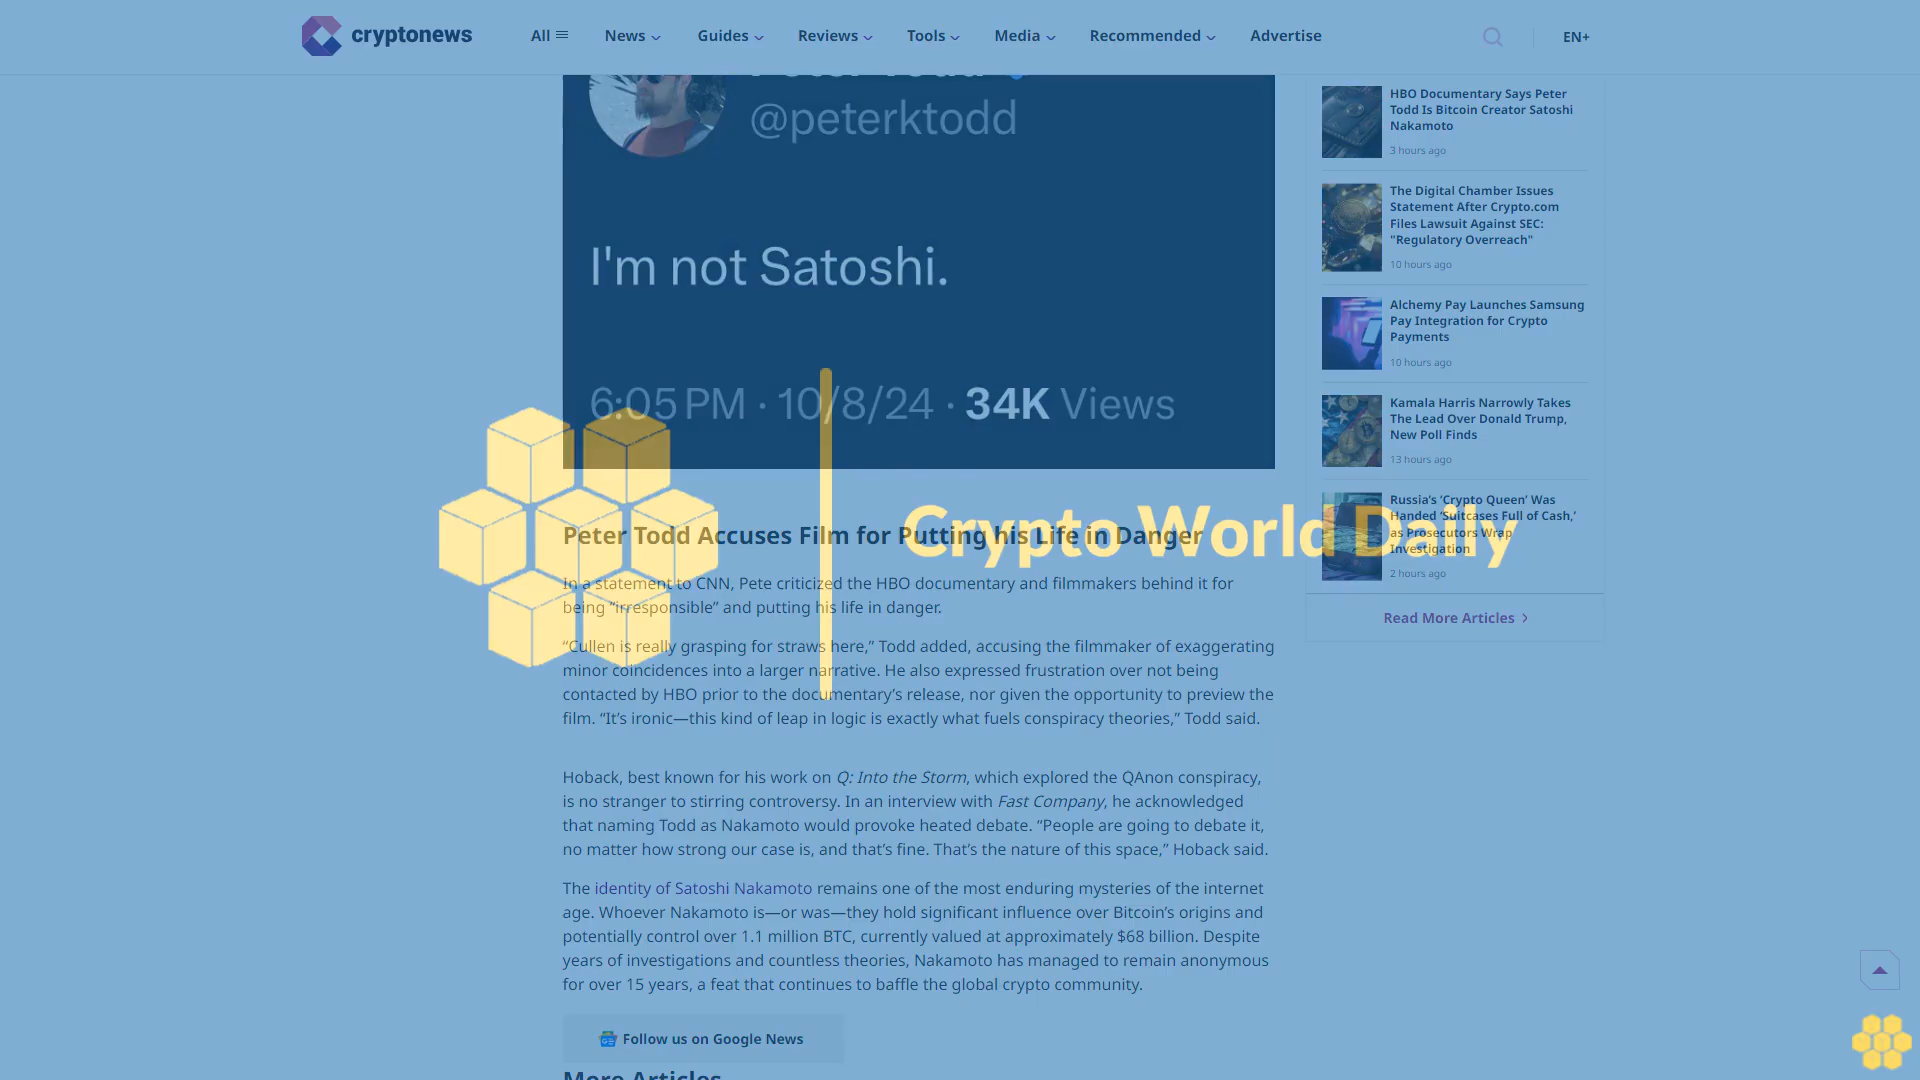 cryptonews
All
News
Guides
Reviews
Tools
Media
Recommended
Advertise
EN+
@peterktodd
I'm not Satoshi.
6:05 PM · 10/8/24 · 34K Views
Peter Todd Accuses Film for Putting his Life in Danger
In a statement to CNN, Pete criticized the HBO documentary and filmmakers behind it for
being “irresponsible” and putting his life in danger.
“Cullen is really grasping for straws here,” Todd added, accusing the filmmaker of exaggerating
minor coincidences into a larger narrative. He also expressed frustration over not being
contacted by HBO prior to the documentary’s release, nor given the opportunity to preview the
film. “It’s ironic—this kind of leap in logic is exactly what fuels conspiracy theories,” Todd said.
Hoback, best known for his work on Q: Into the Storm, which explored the QAnon conspiracy,
is no stranger to stirring controversy. In an interview with Fast Company, he acknowledged
that naming Todd as Nakamoto would provoke heated debate. “People are going to debate it,
no matter how strong our case is, and that’s fine. That’s the nature of this space,” Hoback said.
The identity of Satoshi Nakamoto remains one of the most enduring mysteries of the internet
age. Whoever Nakamoto is—or was—they hold significant influence over Bitcoin’s origins and
potentially control over 1.1 million BTC, currently valued at approximately $68 billion. Despite
years of investigations and countless theories, Nakamoto has managed to remain anonymous
for over 15 years, a feat that continues to baffle the global crypto community.
Follow us on Google News
More Articles
HBO Documentary Says Peter
Todd Is Bitcoin Creator Satoshi
Nakamoto
3 hours ago
The Digital Chamber Issues
Statement After Crypto.com
Files Lawsuit Against SEC:
"Regulatory Overreach"
10 hours ago
Alchemy Pay Launches Samsung
Pay Integration for Crypto
Payments
10 hours ago
Kamala Harris Narrowly Takes
The Lead Over Donald Trump,
New Poll Finds
13 hours ago
Russia’s ‘Crypto Queen’ Was
Handed ‘Suitcases Full of Cash,’
as Prosecutors Wrap
Investigation
2 hours ago
Read More Articles
Crypto World Daily